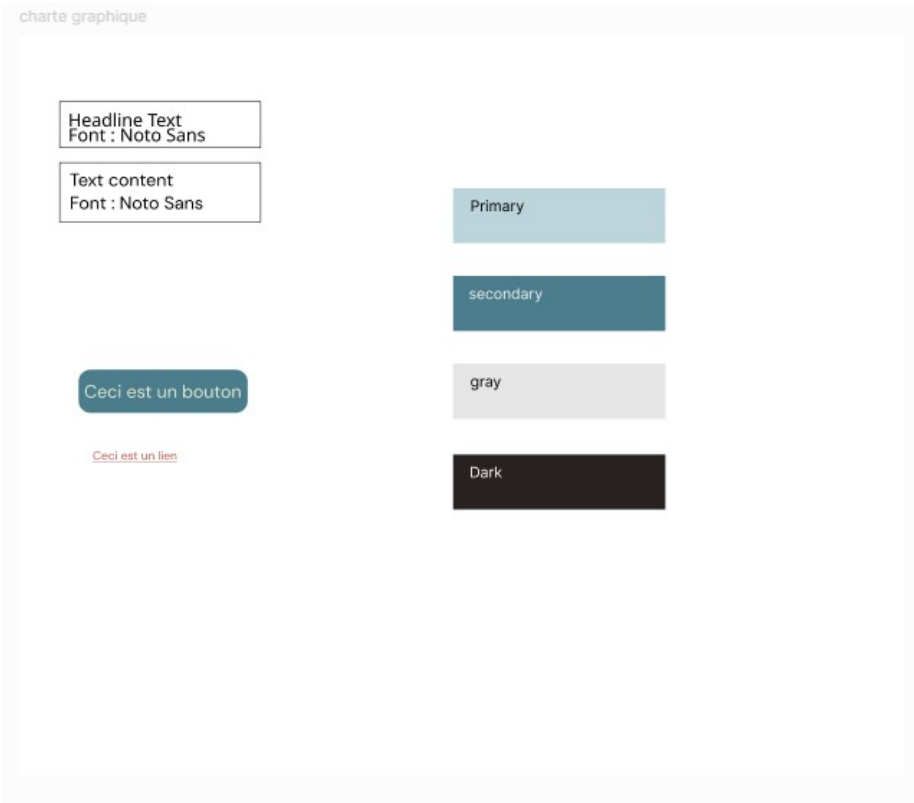 charte graphique
Headline Text
Font : Noto Sans
Text content
Font : Noto Sans
Ceci est un bouton
Ceci est un lien
Primary
secondary
gray
Dark